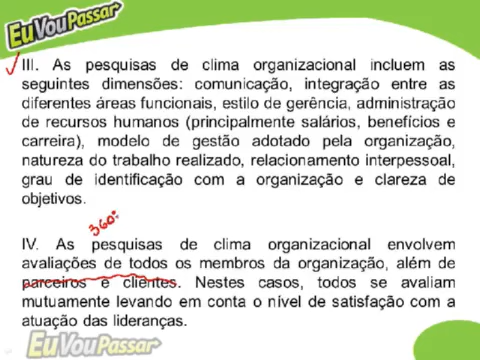 EuVouPassar
III. As pesquisas de clima organizacional incluem as
seguintes dimensões: comunicação, integração entre as
diferentes áreas funcionais, estilo de gerência, administração
de recursos humanos (principalmente salários, benefícios e
carreira), modelo de gestão adotado pela organização,
natureza do trabalho realizado, relacionamento interpessoal,
grau de identificação com a organização e clareza de
objetivos.
360º
IV. As pesquisas de clima organizacional envolvem
avaliações de todos os membros da organização, além de
parceiros e clientes. Nestes casos, todos se avaliam
mutuamente levando em conta o nível de satisfação com a
atuação das lideranças.
EuVouPassar